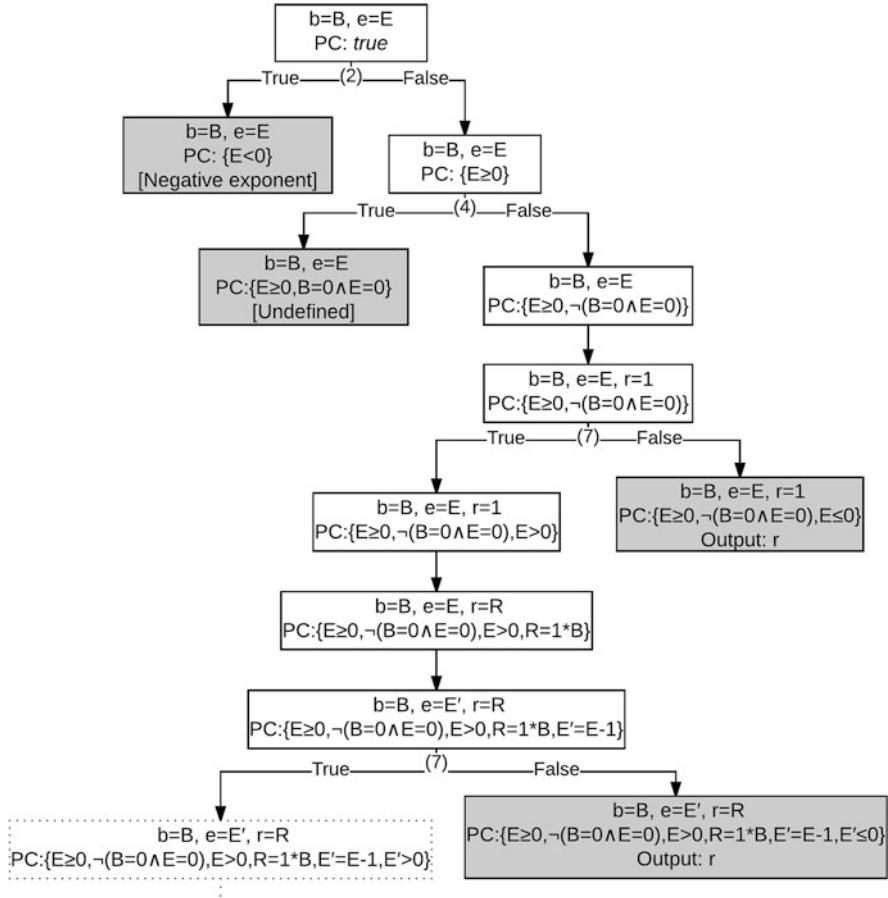 b=B, e=E
PC: true
True
(2)
False
b=B, e=E
PC: {E<0}
[Negative exponent]
b=B, e=E
PC: {E≥0}
True
(4)
False
b=B, e=E
PC:{E≥0,B=0∧E=0}
[Undefined]
b=B, e=E
PC:{E≥0,¬(B=0∧E=0)}
b=B, e=E, r=1
PC:{E≥0,¬(B=0∧E=0)}
True
(7)
False
b=B, e=E, r=1
PC:{E≥0,¬(B=0∧E=0),E>0}
b=B, e=E, r=1
PC:{E≥0,¬(B=0∧E=0),E≤0}
Output: r
b=B, e=E, r=R
PC:{E≥0,¬(B=0∧E=0),E>0,R=1*B}
b=B, e=E′, r=R
PC:{E≥0,¬(B=0∧E=0),E>0,R=1*B,E′=E-1}
True
(7)
False
b=B, e=E′, r=R
PC:{E≥0,¬(B=0∧E=0),E>0,R=1*B,E′=E-1,E′>0}
b=B, e=E′, r=R
PC:{E≥0,¬(B=0∧E=0),E>0,R=1*B,E′=E-1,E′≤0}
Output: r